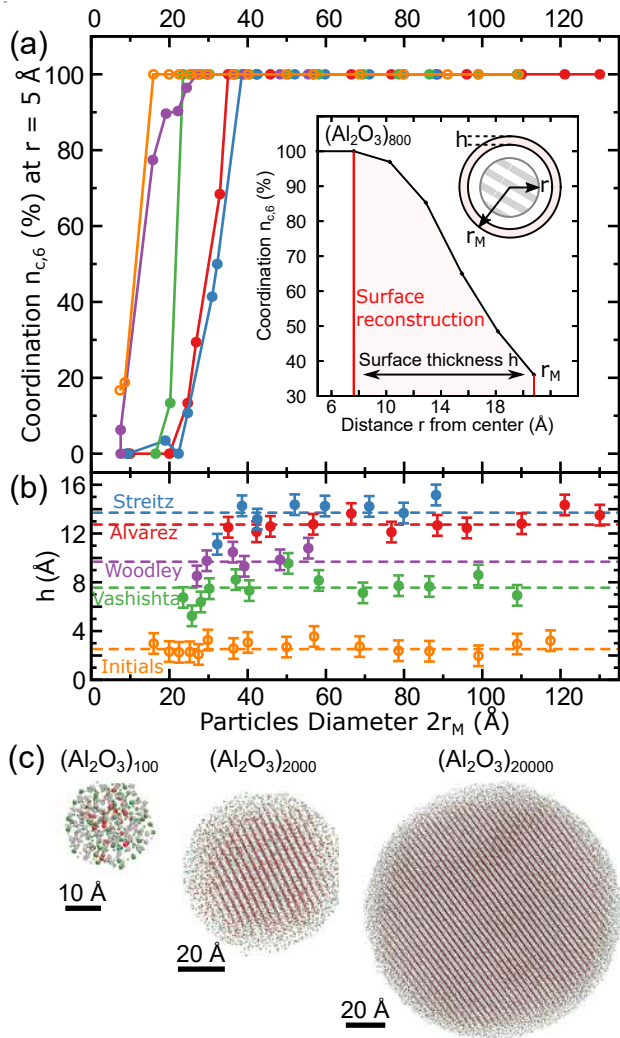 0 20 40 60 80 100 120
(a)
100
80
60
40
20
0
Coordination n_{c,6} (%) at r = 5 Å
(Al₂O₃)₈₀₀
100
90
80
70
60
50
40
30
Coordination n_{c,6} (%)
h
r
r_M
Surface
reconstruction
Surface thickness h
r_M
6 10 14 18
Distance r from center (Å)
(b)
16
12
8
4
0
h (Å)
Streitz
Alvarez
Woodley
Vashishta
Initials
0 20 40 60 80 100 120
Particles Diameter 2r_M (Å)
(c)
(Al₂O₃)₁₀₀
(Al₂O₃)₂₀₀₀
(Al₂O₃)₂₀₀₀₀
10 Å
20 Å
20 Å